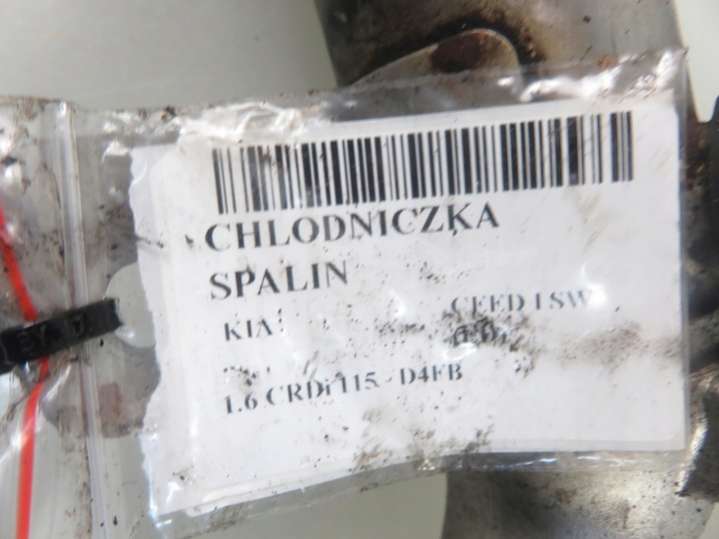 CHLODNICZKA
SPALIN
KIA CEED I SW
1.6 CRDi 115 - D4FB